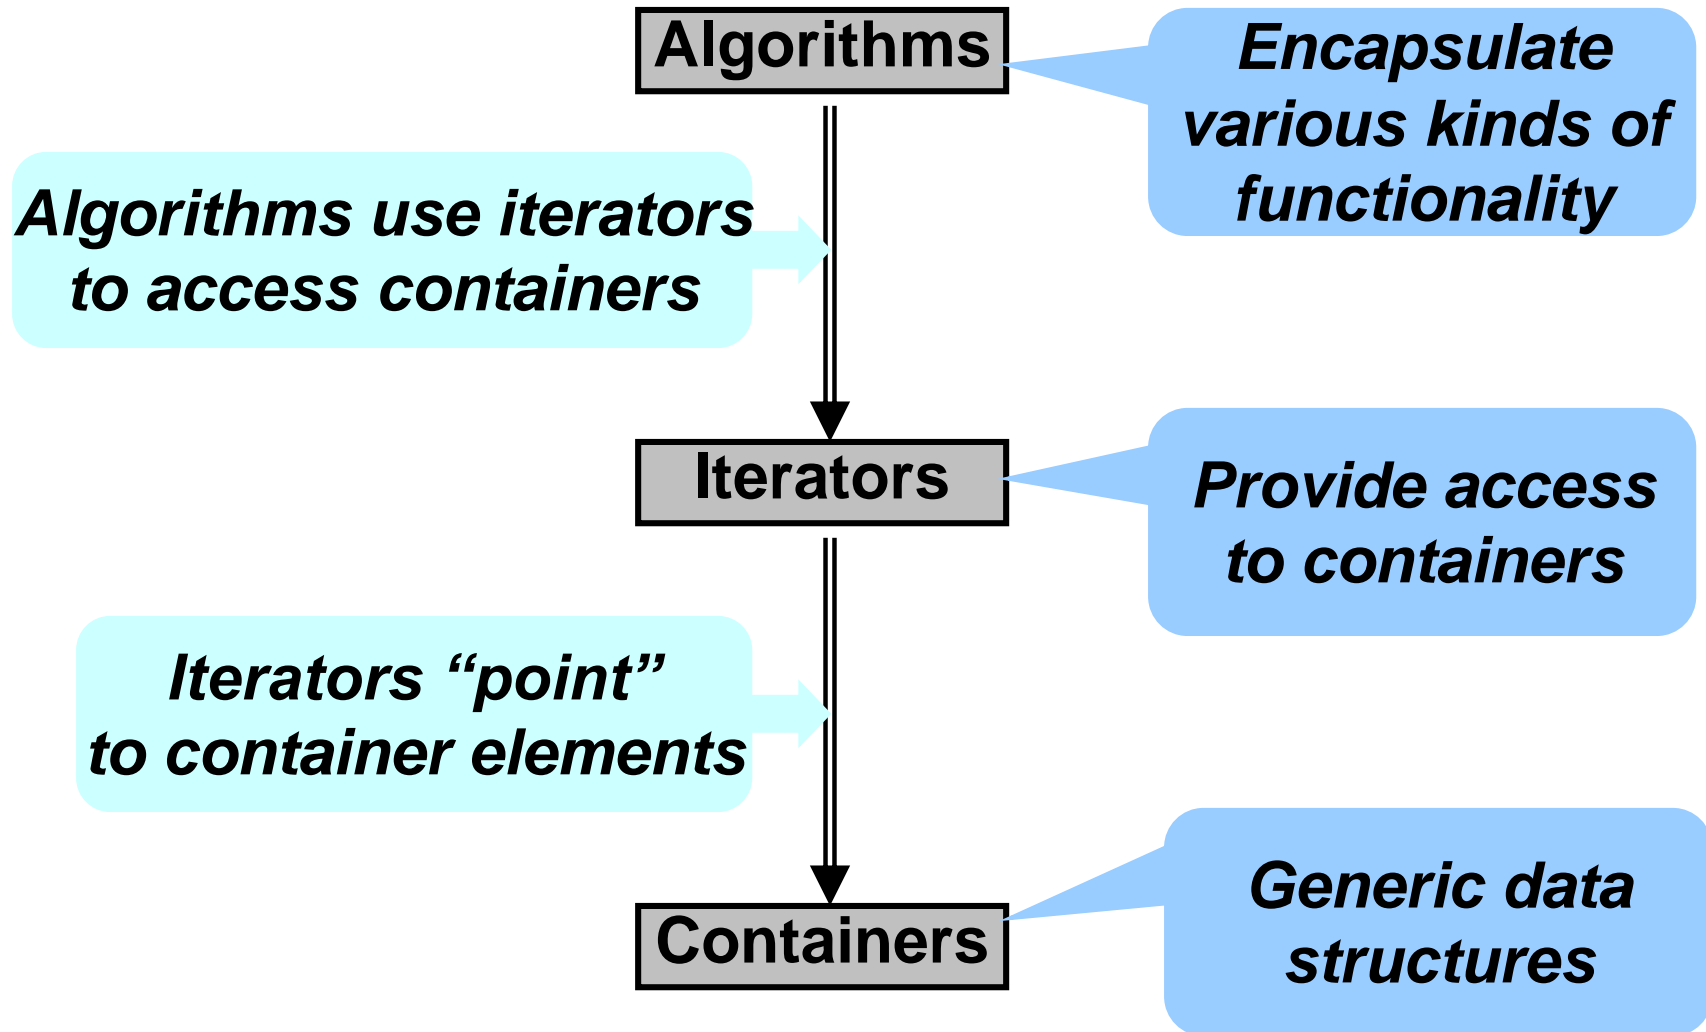 Algorithms
Encapsulate
various kinds of
functionality
Algorithms use iterators
to access containers
Iterators
Provide access
to containers
Iterators “point”
to container elements
Containers
Generic data
structures